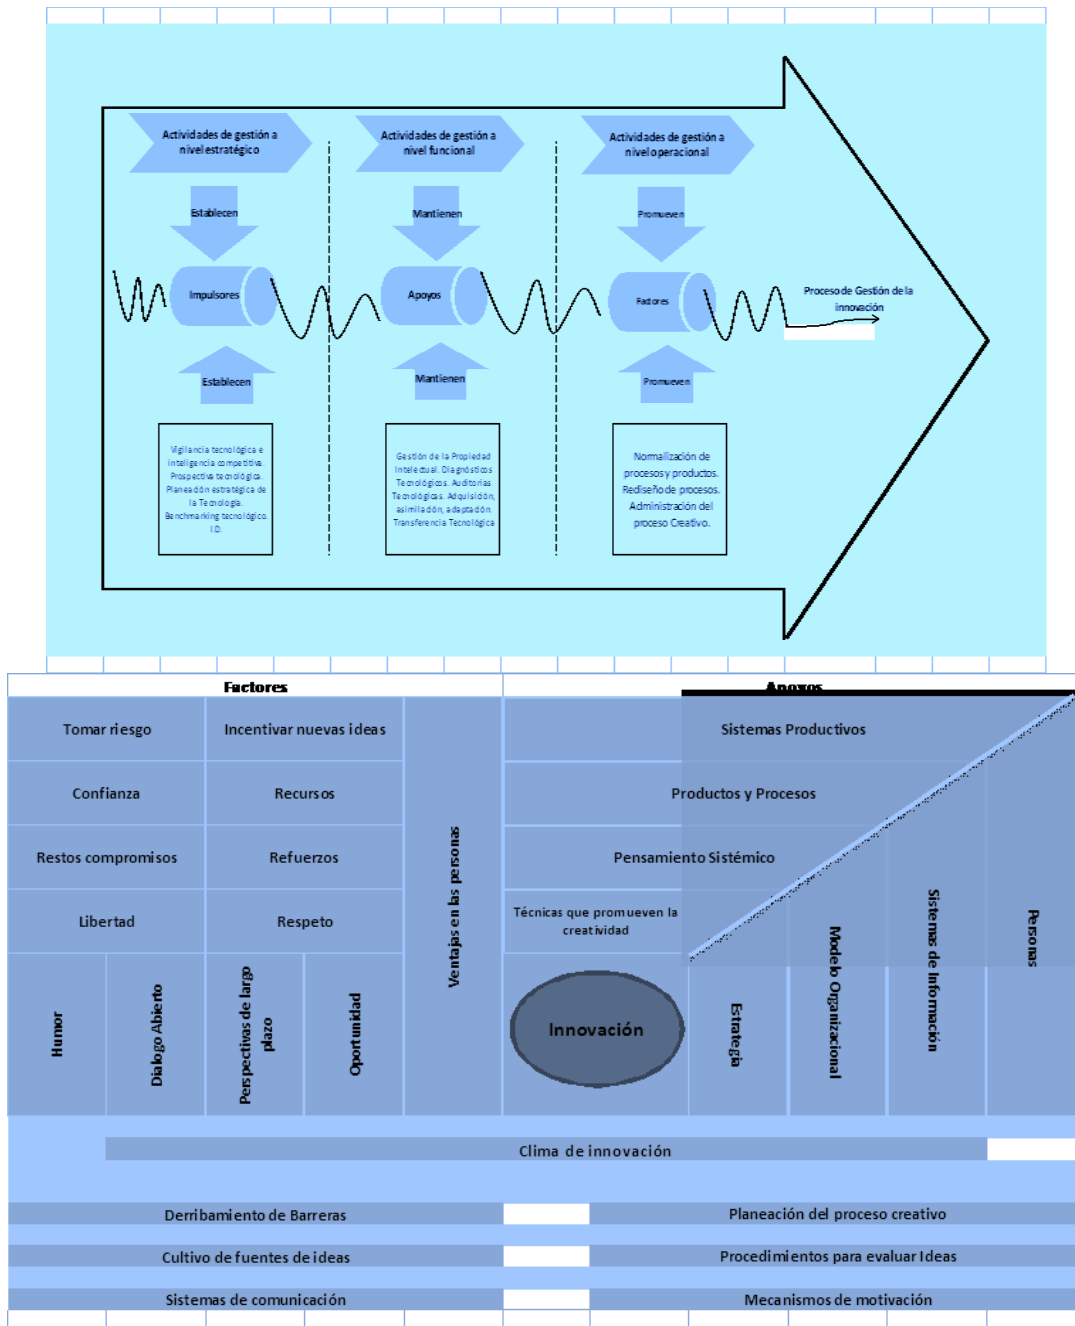 Actividades de gestión a
nivel estratégico
Actividades de gestión a
nivel funcional
Actividades de gestión a
nivel operacional
Establecen
Mantienen
Promueven
Impulsores
Apoyos
Factores
Proceso de Gestión de la
innovación
Establecen
Mantienen
Promueven
Vigilancia tecnológica e
inteligencia competitiva.
Prospectiva tecnológica.
Planeación estratégica de
la Tecnología.
Benchmarking tecnológico.
I.D.
Gestión de la Propiedad
Intelectual. Diagnósticos
Tecnológicos. Auditorias
Tecnológicas. Adquisición,
asimilación, adaptación.
Transferencia Tecnológica
Normalización de
procesos y productos.
Rediseño de procesos.
Administración del
proceso Creativo.
Factores
Apoyos
Tomar riesgo
Incentivar nuevas ideas
Sistemas Productivos
Confianza
Recursos
Productos y Procesos
Restos compromisos
Refuerzos
Pensamiento Sistémico
Libertad
Respeto
Técnicas que promueven la
creatividad
Ventajas en las personas
Humor
Dialogo Abierto
Perspectivas de largo
plazo
Oportunidad
Innovación
Estrategia
Modelo Organizacional
Sistemas de Información
Personas
Clima de innovación
Derribamiento de Barreras
Planeación del proceso creativo
Cultivo de fuentes de ideas
Procedimientos para evaluar Ideas
Sistemas de comunicación
Mecanismos de motivación